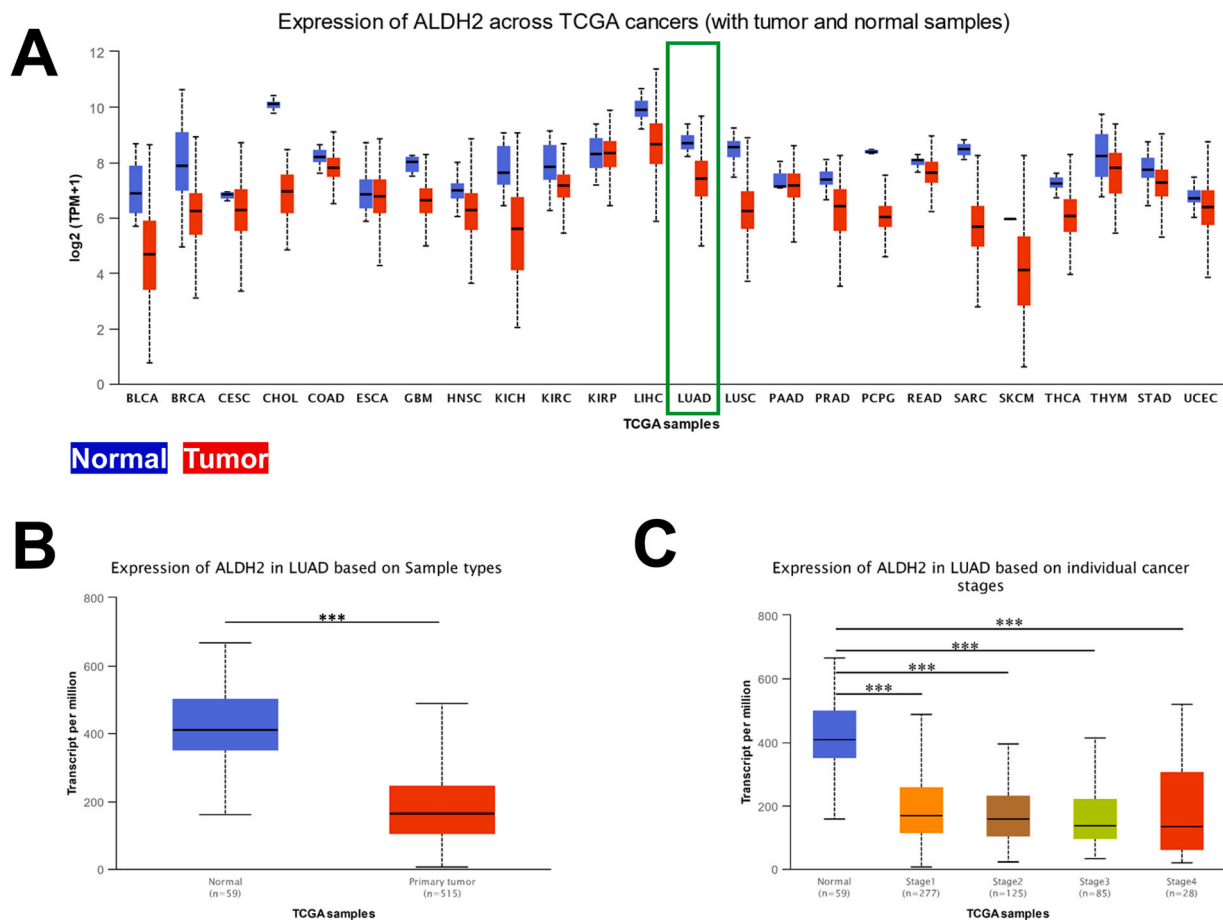 A
Expression of ALDH2 across TCGA cancers (with tumor and normal samples)
12
10
8
6
4
2
0
log2 (TPM+1)
BLCA BRCA CESC CHOL COAD ESCA GBM HNSC KICH KIRC KIRP LIHC LUAD LUSC PAAD PRAD PCPG READ SARC SKCM THCA THYM STAD UCEC
TCGA samples
Normal Tumor
B
Expression of ALDH2 in LUAD based on Sample types
800
600
400
200
0
Transcript per million
***
Normal Primary tumor
(n=59) (n=515)
TCGA samples
C
Expression of ALDH2 in LUAD based on individual cancer
stages
800
600
400
200
0
Transcript per million
***
***
***
***
Normal Stage1 Stage2 Stage3 Stage4
(n=59) (n=277) (n=125) (n=85) (n=28)
TCGA samples